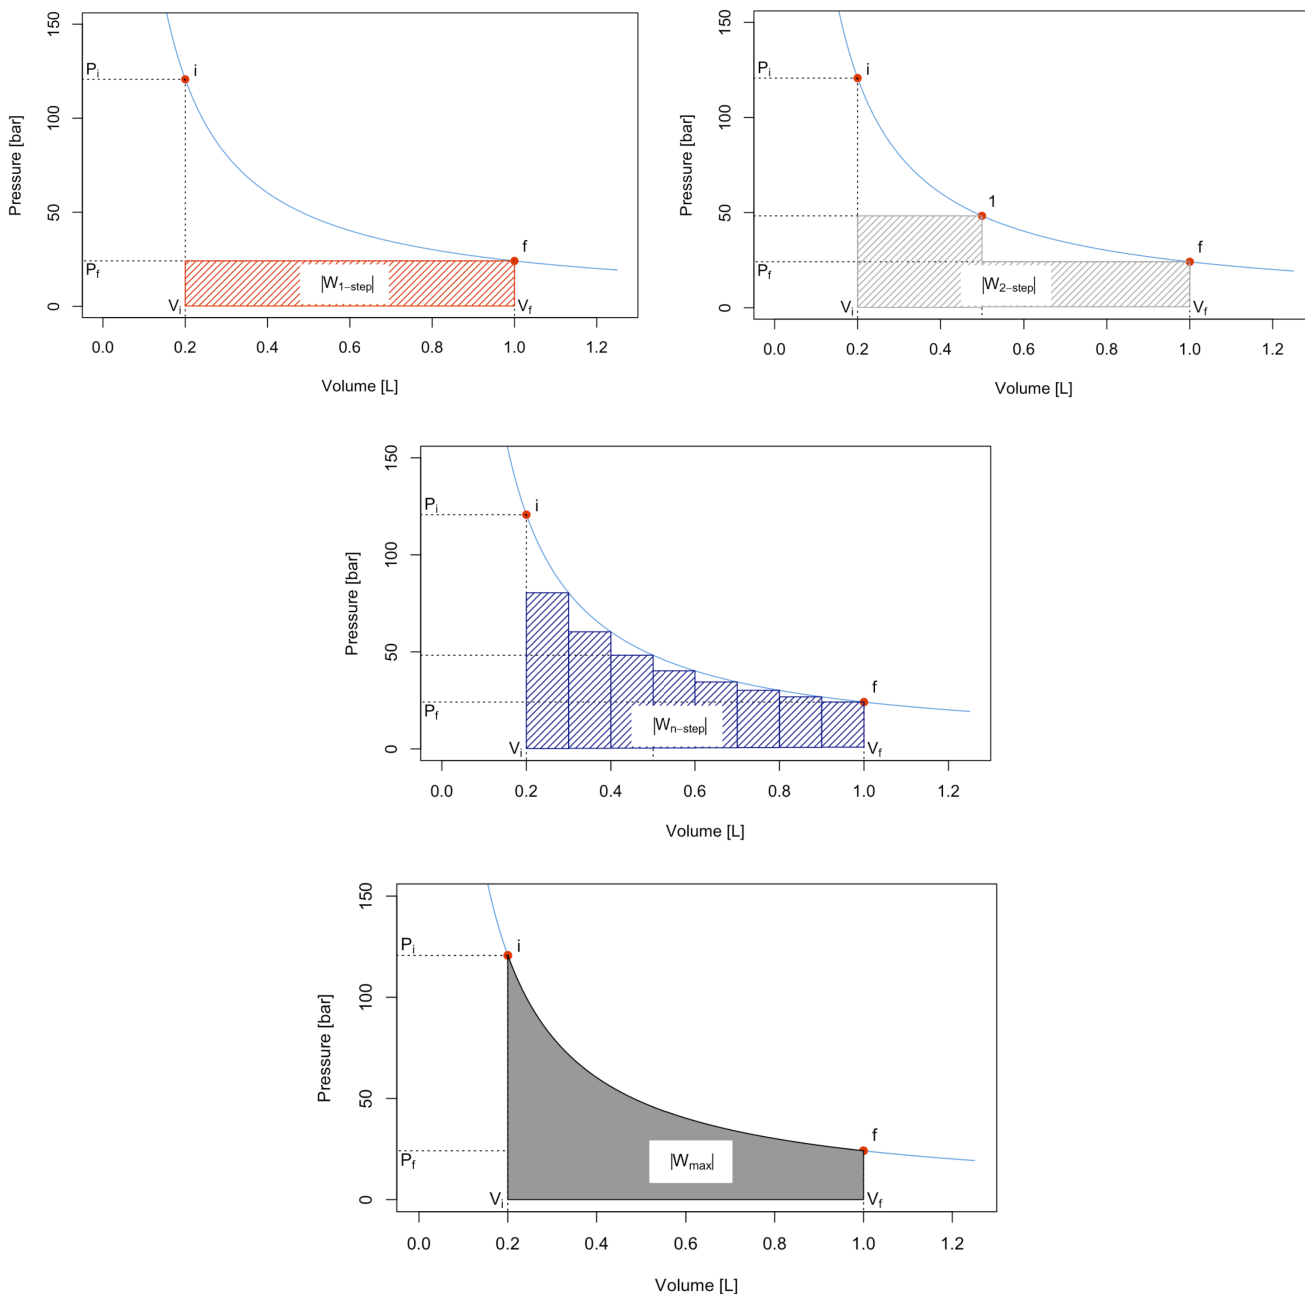 150
100
50
0
Pressure [bar]
Pi
i
Pf
f
|W1−step|
Vi
Vf
0.0 0.2 0.4 0.6 0.8 1.0 1.2
Volume [L]
150
100
50
0
Pressure [bar]
Pi
i
1
Pf
f
|W2−step|
Vi
Vf
0.0 0.2 0.4 0.6 0.8 1.0 1.2
Volume [L]
150
100
50
0
Pressure [bar]
Pi
i
Pf
f
|Wn−step|
Vi
Vf
0.0 0.2 0.4 0.6 0.8 1.0 1.2
Volume [L]
150
100
50
0
Pressure [bar]
Pi
i
Pf
f
|Wmax|
Vi
Vf
0.0 0.2 0.4 0.6 0.8 1.0 1.2
Volume [L]